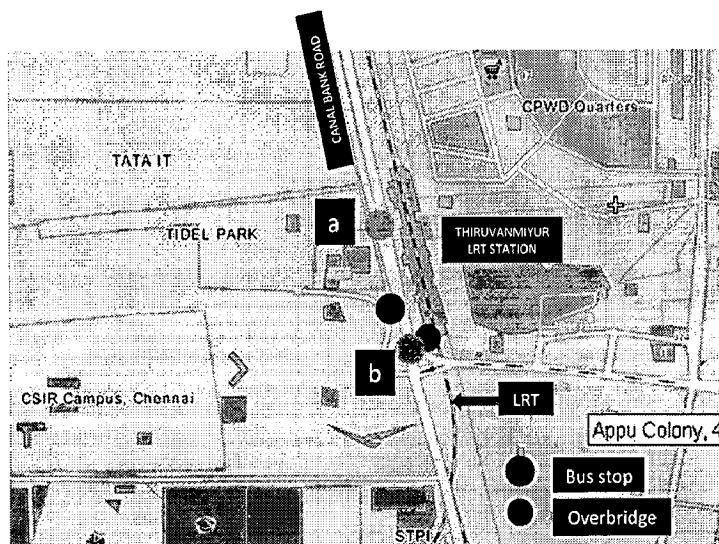 CANAL BANK ROAD
CPWD Quarters
TATA IT
a
TIDEL PARK
THIRUVANMIYUR
LRT STATION
b
CSIR Campus, Chennai
LRT
Appu Colony, 4
Bus stop
Overbridge
STPI